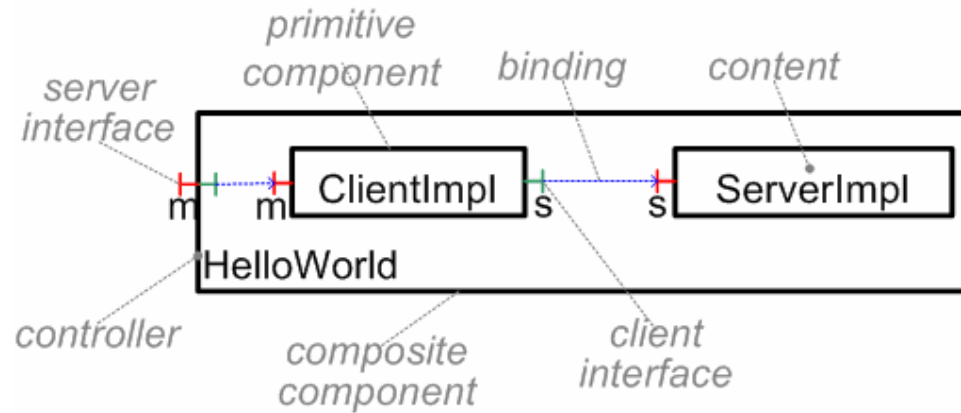 primitive
component
server
interface
binding
content
ClientImpl
ServerImpl
m
m
s
s
HelloWorld
controller
composite
component
client
interface